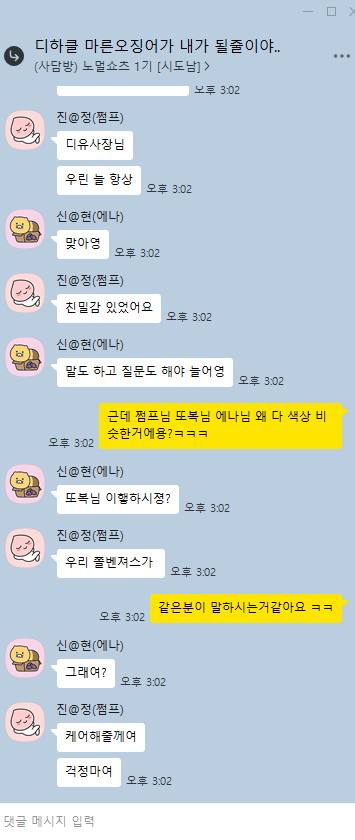 디하클 마른오징어가 내가 될줄이야..
(사담방) 노멀쇼츠 1기 [시도남] >
오후 3:02
진@정(쩜프)
디유사장님
우린 늘 항상
오후 3:02
신@현(에나)
맞아영
오후 3:02
진@정(쩜프)
친밀감 있었어요
오후 3:02
신@현(에나)
말도 하고 질문도 해야 늘어영
오후 3:02
근데 쩜프님 또복님 에나님 왜 다 색상 비
슷한거에용?ㅋㅋㅋ
오후 3:02
신@현(에나)
또복님 이핳하시졍?
오후 3:02
진@정(쩜프)
우리 쫄벤져스가
오후 3:02
같은분이 말하시는거같아요 ㅋㅋ
오후 3:02
신@현(에나)
그래여?
오후 3:02
진@정(쩜프)
케어해줄께여
걱정마여
오후 3:02
댓글 메시지 입력